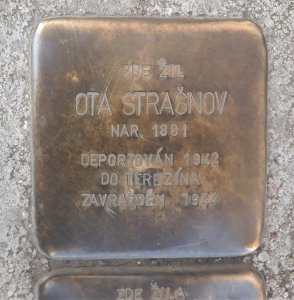 ZDE ŽIL
OTA STRAŠNOV
NAR. 1881
DEPORTOVÁN 1942
DO TEREZÍNA
ZAVRAŽDĚN 1944
ZDE ŽILA